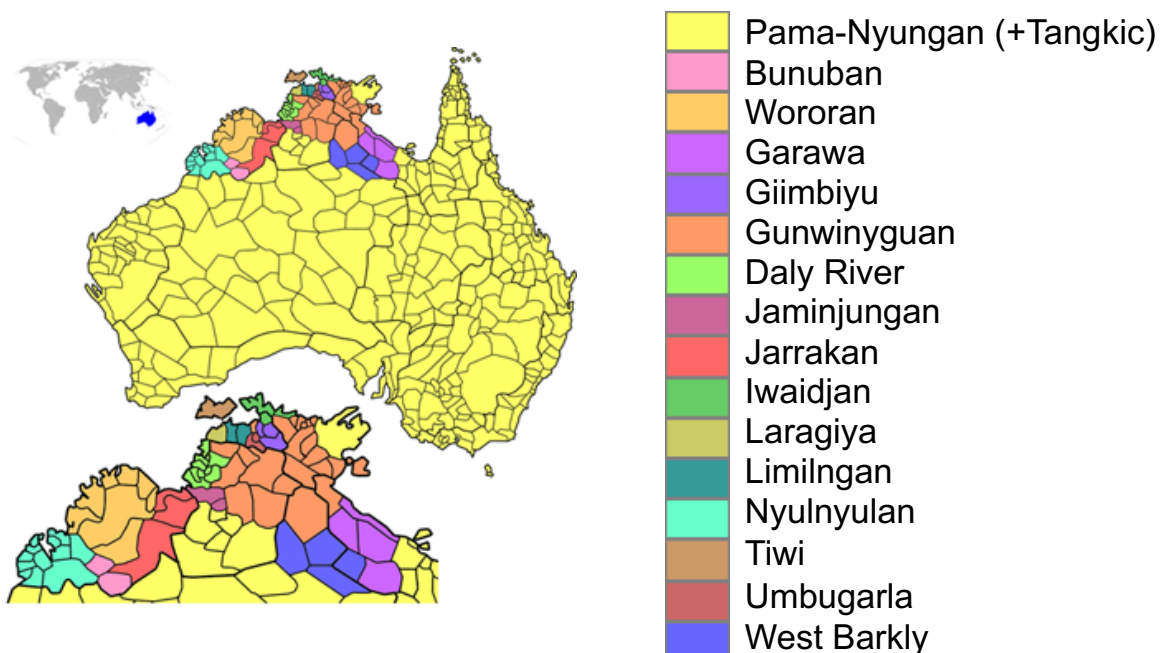 Pama-Nyungan (+Tangkic)
Bunuban
Wororan
Garawa
Giimbiyu
Gunwinyguan
Daly River
Jaminjungan
Jarrakan
Iwaidjan
Laragiya
Limilngan
Nyulnyulan
Tiwi
Umbugarla
West Barkly